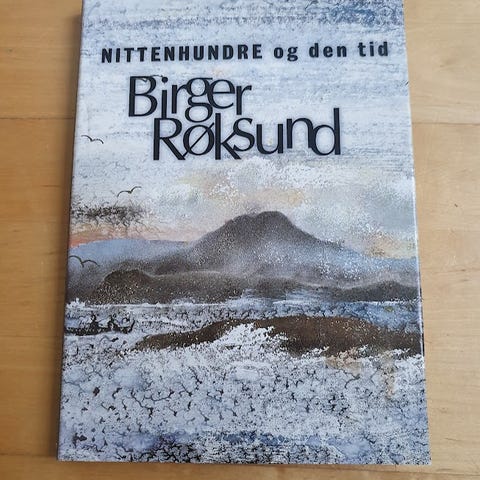 NITTENHUNDRE og den tid
Birger
Røksund